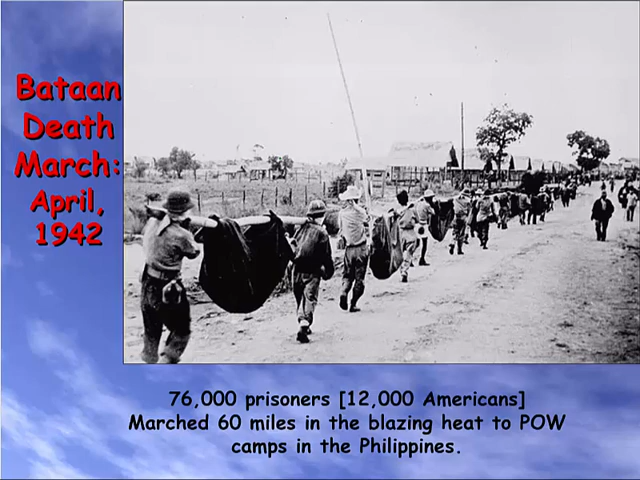 Bataan
Death
March:
April,
1942
76,000 prisoners [12,000 Americans]
Marched 60 miles in the blazing heat to POW
camps in the Philippines.